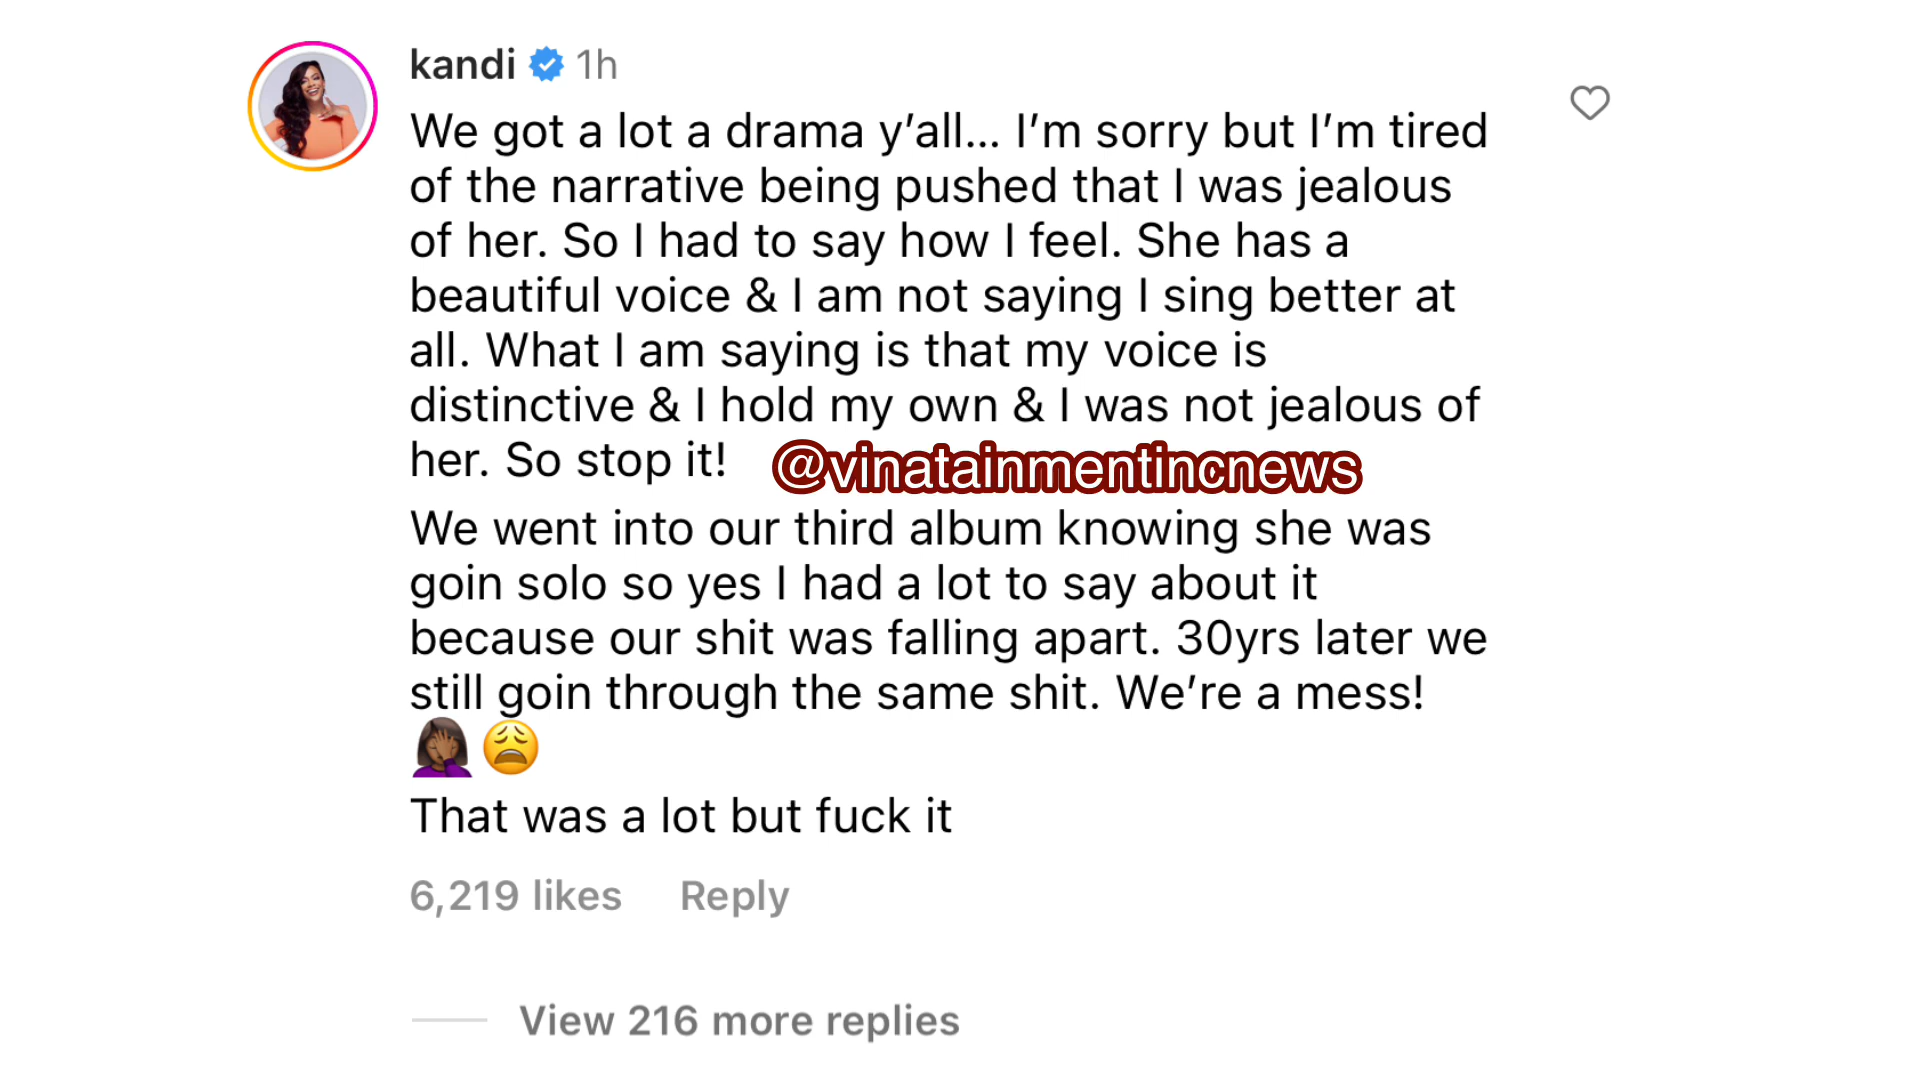 kandi 1h
We got a lot a drama y’all... I’m sorry but I’m tired
of the narrative being pushed that I was jealous
of her. So I had to say how I feel. She has a
beautiful voice & I am not saying I sing better at
all. What I am saying is that my voice is
distinctive & I hold my own & I was not jealous of
her. So stop it!
@vinatainmentincnews
We went into our third album knowing she was
goin solo so yes I had a lot to say about it
because our shit was falling apart. 30yrs later we
still goin through the same shit. We’re a mess!
🤦🏾‍♀️😩
That was a lot but fuck it
6,219 likes Reply
View 216 more replies